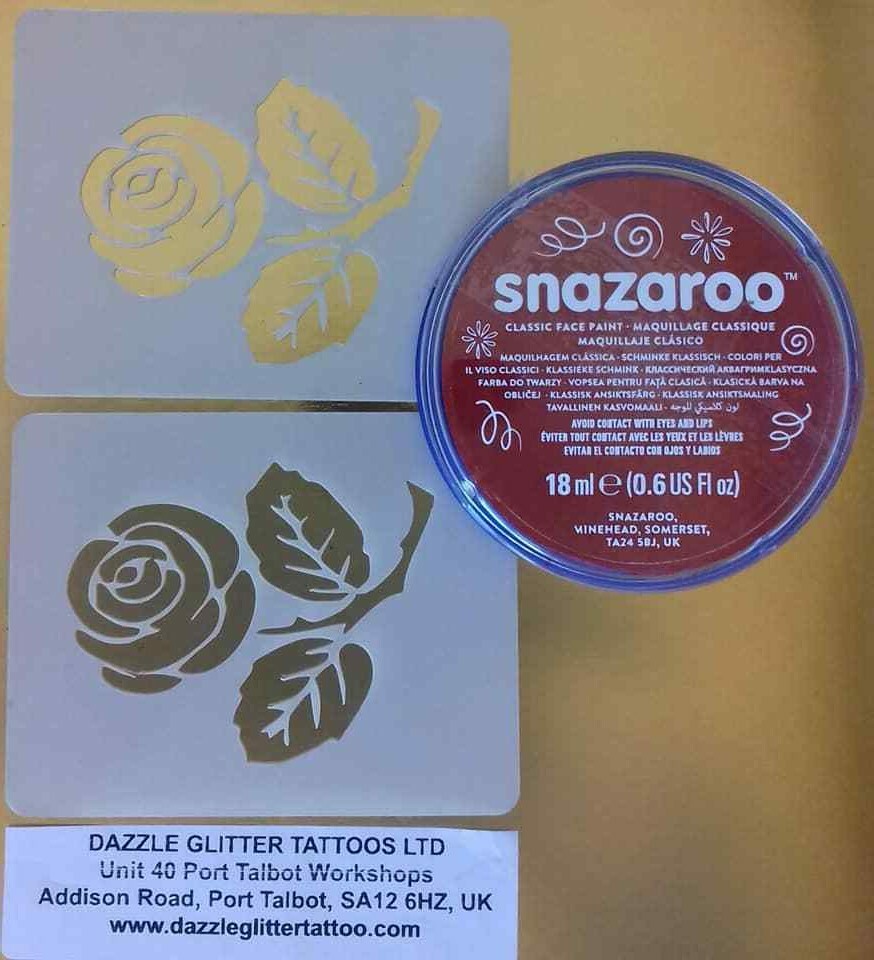 snazaroo™
CLASSIC FACE PAINT · MAQUILLAGE CLASSIQUE
MAQUILLAJE CLÁSICO
MAQUILHAGEM CLÁSSICA · SCHMINKE KLASSISCH · COLORI PER
IL VISO CLASSICI · KLASSIEKE SCHMINK · КЛАССИЧЕСКИЙ АКВАГРИМKLASYCZNA
FARBA DO TWARZY · VOPSEA PENTRU FAȚĂ CLASICĂ · KLASICKÁ BARVA NA
OBLIČEJ · KLASSISK ANSIKTSFÄRG · KLASSISK ANSIKTSMALING
TAVALLINEN KASVOMAALI · لون كلاسيكي للوجه
AVOID CONTACT WITH EYES AND LIPS
ÉVITER TOUT CONTACT AVEC LES YEUX ET LES LÈVRES
EVITAR EL CONTACTO CON OJOS Y LABIOS
18 ml ℮ (0.6 US Fl oz)
SNAZAROO,
MINEHEAD, SOMERSET,
TA24 5BJ, UK
DAZZLE GLITTER TATTOOS LTD
Unit 40 Port Talbot Workshops
Addison Road, Port Talbot, SA12 6HZ, UK
www.dazzleglittertattoo.com